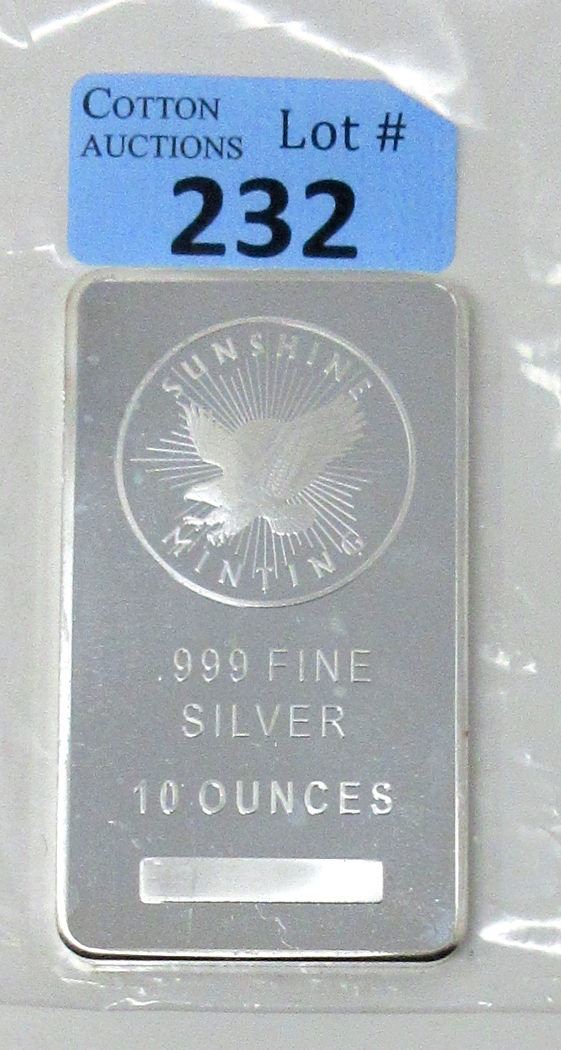 COTTON
AUCTIONS
Lot #
232
SUNSHINE
MINTING
.999 FINE
SILVER
10 OUNCES